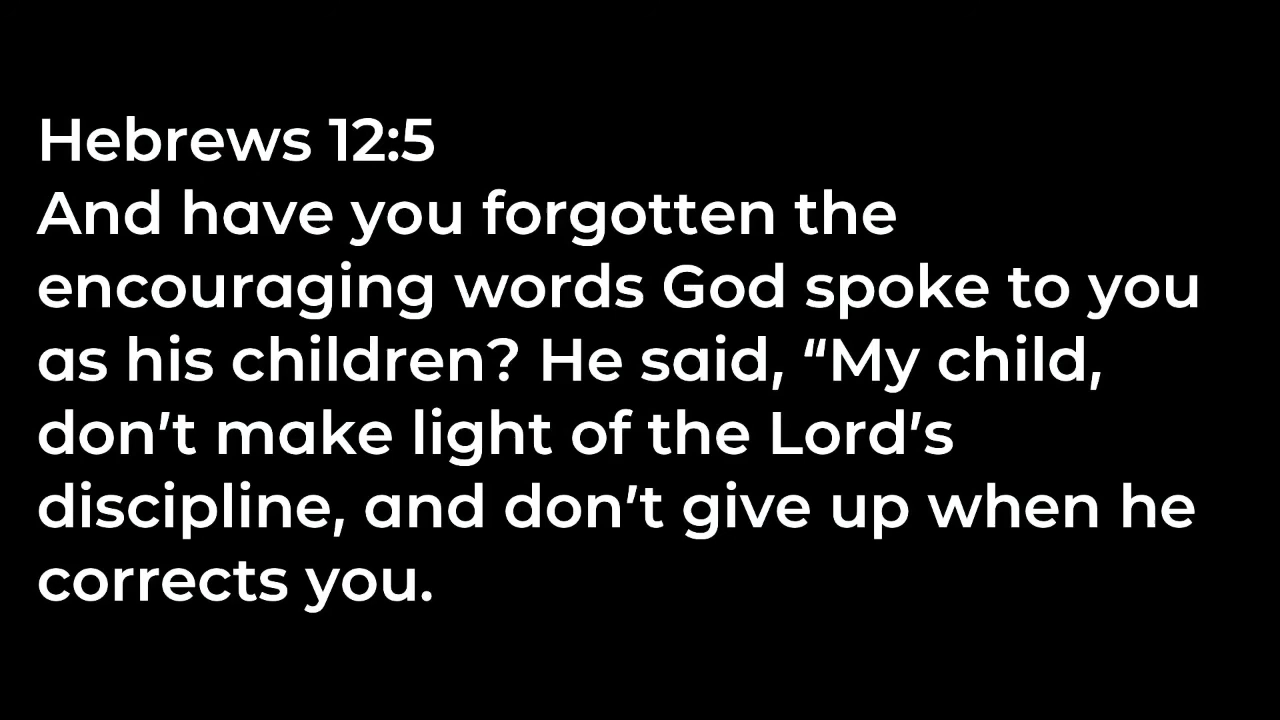 Hebrews 12:5
And have you forgotten the
encouraging words God spoke to you
as his children? He said, “My child,
don’t make light of the Lord’s
discipline, and don’t give up when he
corrects you.